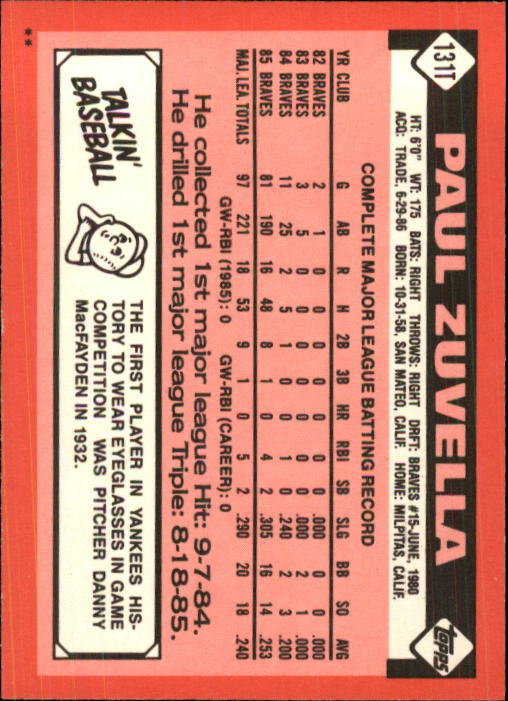 131T
PAUL ZUVELLA
topps
HT: 6'0" WT: 175 BATS: RIGHT THROWS: RIGHT DRFT: BRAVES #15-JUNE, 1980
ACQ: TRADE, 6-29-86 BORN: 10-31-58, SAN MATEO, CALIF. HOME: MILPITAS, CALIF.
COMPLETE MAJOR LEAGUE BATTING RECORD
YR CLUB G AB R H 2B 3B HR RBI SB SLG BB SO AVG
82 BRAVES 2 1 0 0 0 0 0 0 0 .000 0 0 .000
83 BRAVES 3 5 0 0 0 0 0 0 0 .000 2 1 .000
84 BRAVES 11 25 2 5 1 0 0 1 0 .240 2 3 .200
85 BRAVES 81 190 16 48 8 1 0 4 2 .305 16 14 .253
MAJ. LEA. TOTALS 97 221 18 53 9 1 0 5 2 .290 20 18 .240
GW-RBI (1985): 0 GW-RBI (CAREER): 0
He collected 1st major league Hit: 9-7-84.
He drilled 1st major league Triple: 8-18-85.
TALKIN'
BASEBALL
THE FIRST PLAYER IN YANKEES HIS-
TORY TO WEAR EYEGLASSES IN GAME
COMPETITION WAS PITCHER DANNY
MacFAYDEN IN 1932.
**